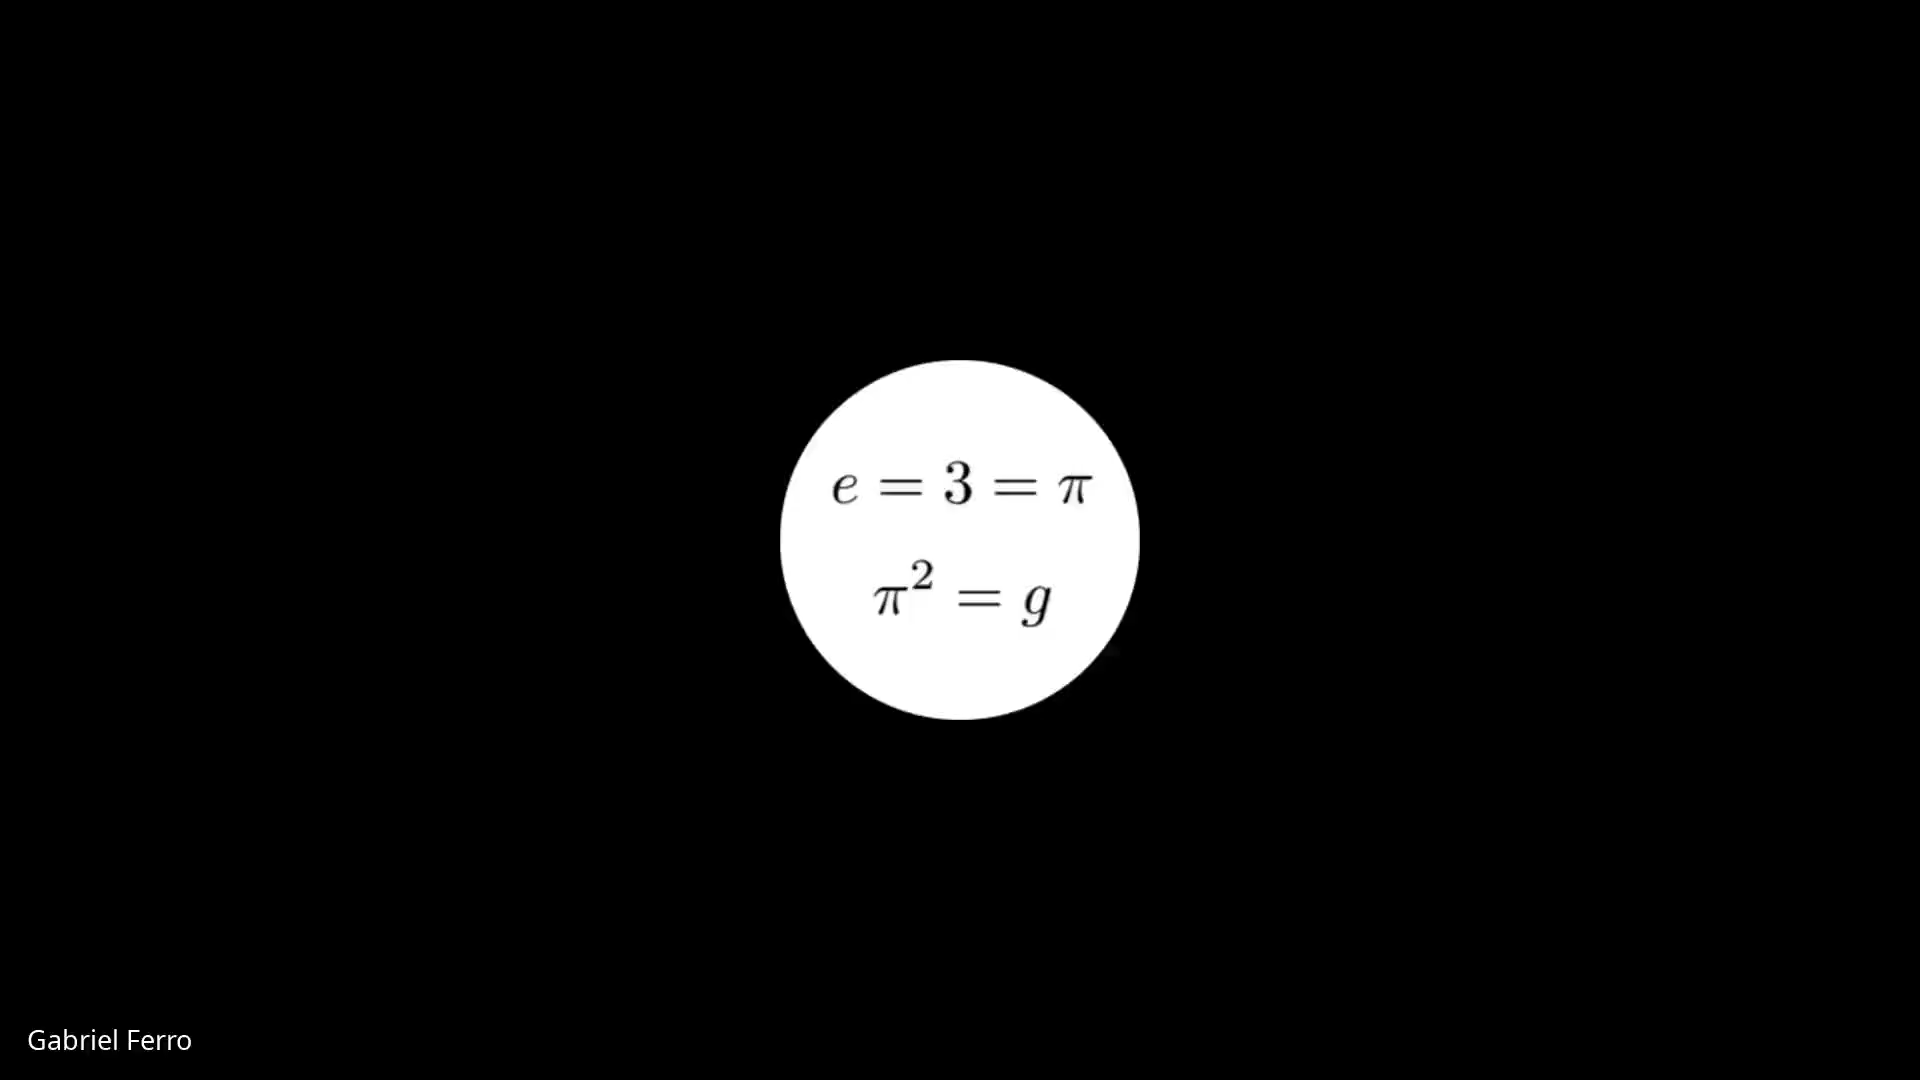 e = 3 = π
π² = g
Gabriel Ferro